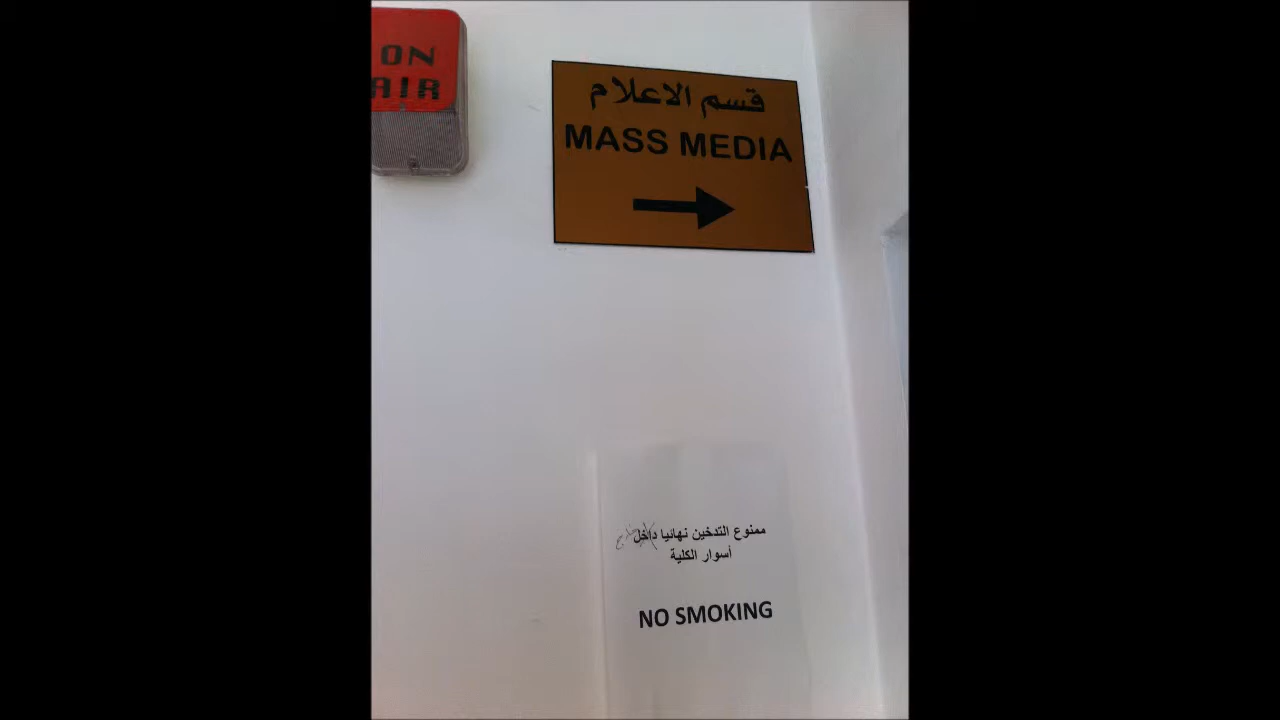 ON
AIR
قسم الاعلام
MASS MEDIA
ممنوع التدخين نهائيا داخل
أسوار الكلية
NO SMOKING